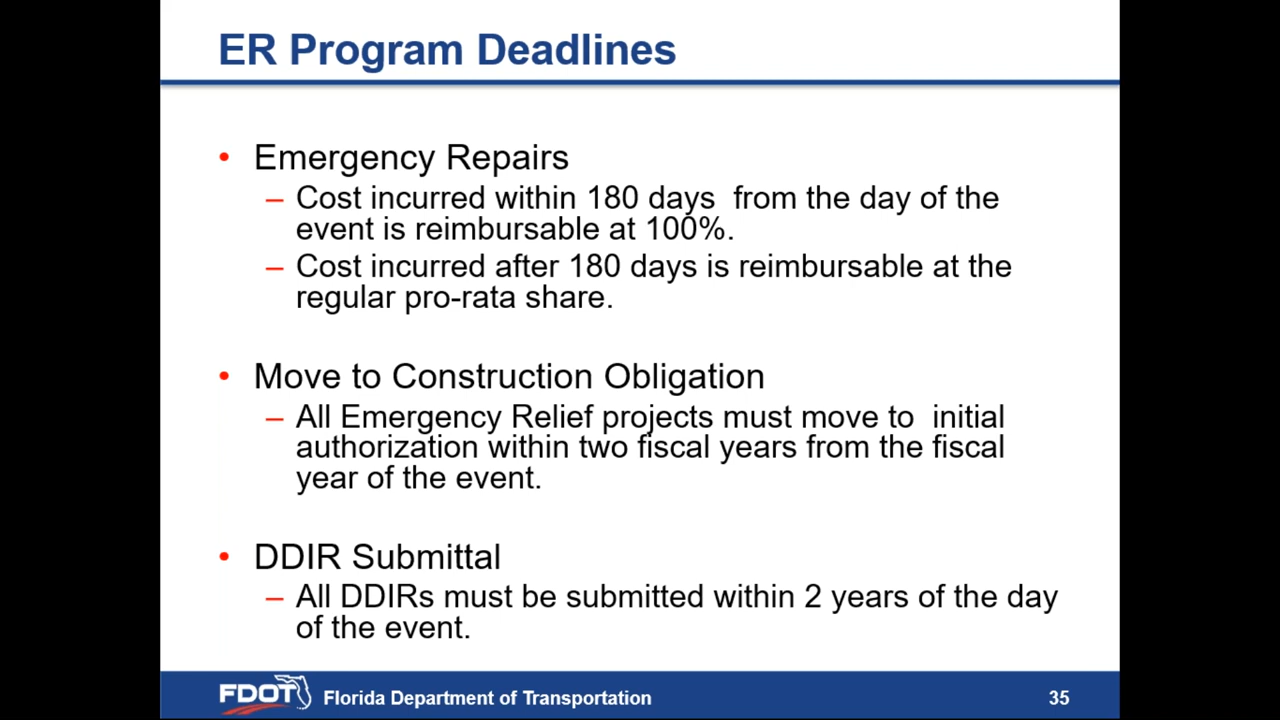 ER Program Deadlines
• Emergency Repairs
– Cost incurred within 180 days  from the day of the
event is reimbursable at 100%.
– Cost incurred after 180 days is reimbursable at the
regular pro-rata share.
• Move to Construction Obligation
– All Emergency Relief projects must move to  initial
authorization within two fiscal years from the fiscal
year of the event.
• DDIR Submittal
– All DDIRs must be submitted within 2 years of the day
of the event.
FDOT Florida Department of Transportation 35